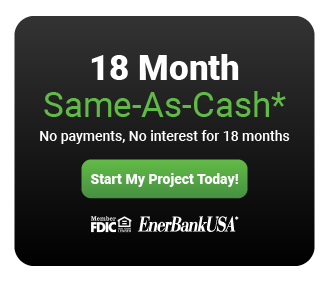 18 Month
Same-As-Cash*
No payments, No interest for 18 months
Start My Project Today!
Member
FDIC EnerBankUSA®